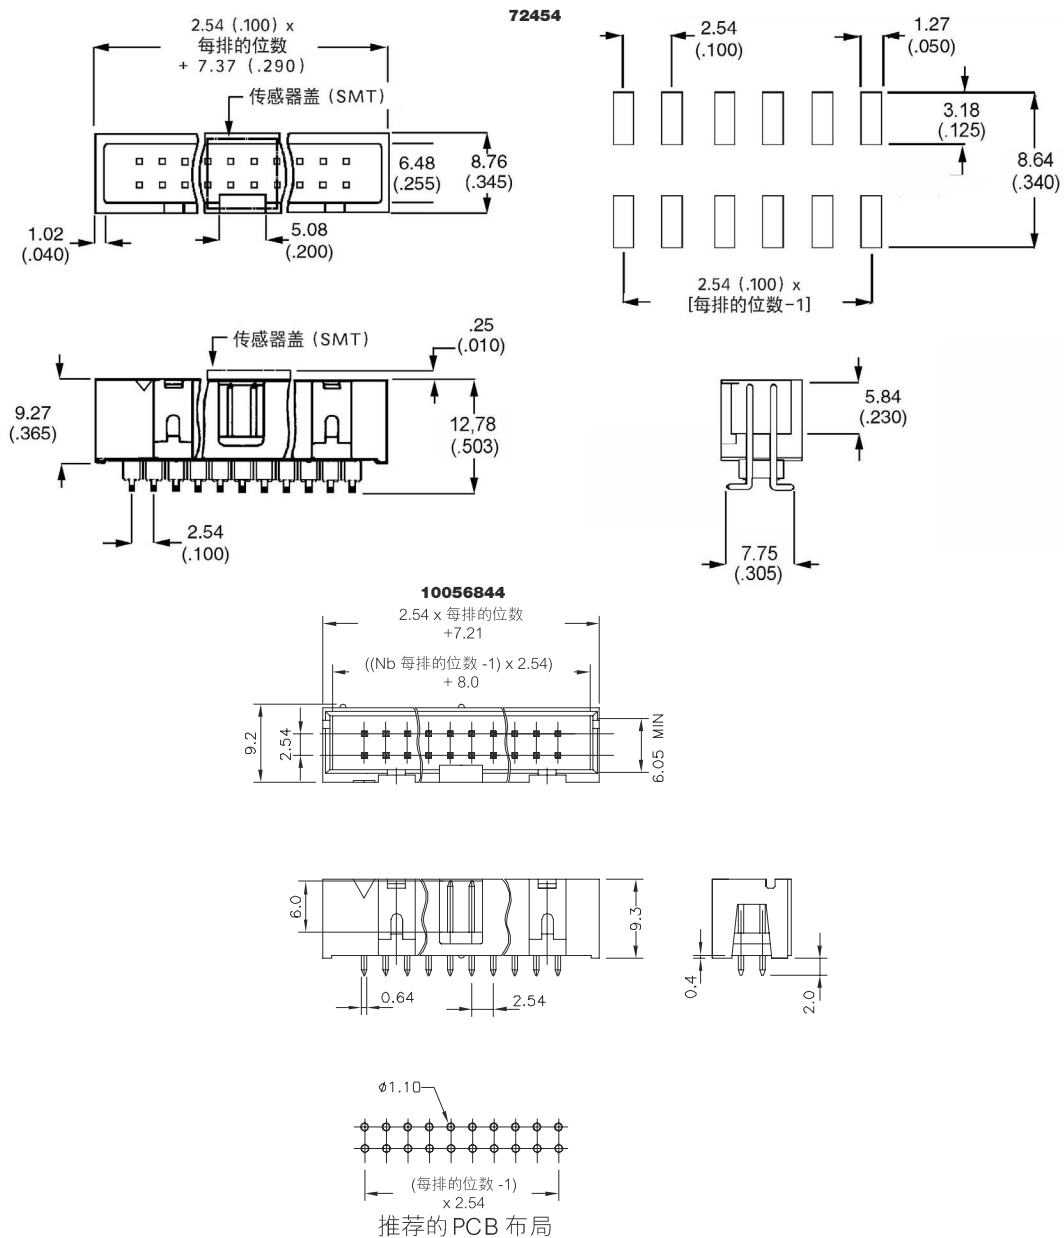 72454
2.54 (.100) x
每排的位数
+ 7.37 (.290)
传感器盖 (SMT)
6.48
(.255)
8.76
(.345)
1.02
(.040)
5.08
(.200)
2.54
(.100)
1.27
(.050)
3.18
(.125)
8.64
(.340)
2.54 (.100) x
[每排的位数-1]
传感器盖 (SMT)
.25
(.010)
9.27
(.365)
12,78
(.503)
2.54
(.100)
5.84
(.230)
7.75
(.305)
10056844
2.54 x 每排的位数
+7.21
((Nb 每排的位数 -1) x 2.54)
+ 8.0
9.2
2.54
6.05 MIN
6.0
9.3
0.64
2.54
0.4
2.0
ø1.10
(每排的位数 -1)
x 2.54
推荐的 PCB 布局